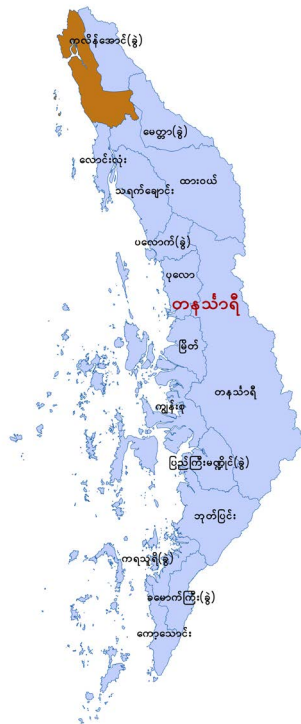 ကလိန်အောင်(ခွဲ)
မေတ္တာ(ခွဲ)
လောင်းလုံး
ထားဝယ်
သရက်ချောင်း
ပလောက်(ခွဲ)
ပုလော
တနင်္သာရီ
မြိတ်
တနင်္သာရီ
ကျွန်းစု
ပြည်ကြီးမဏ္ဍိုင်(ခွဲ)
ဘုတ်ပြင်း
ကရသူရိ(ခွဲ)
ခမောက်ကြီး(ခွဲ)
ကော့သောင်း